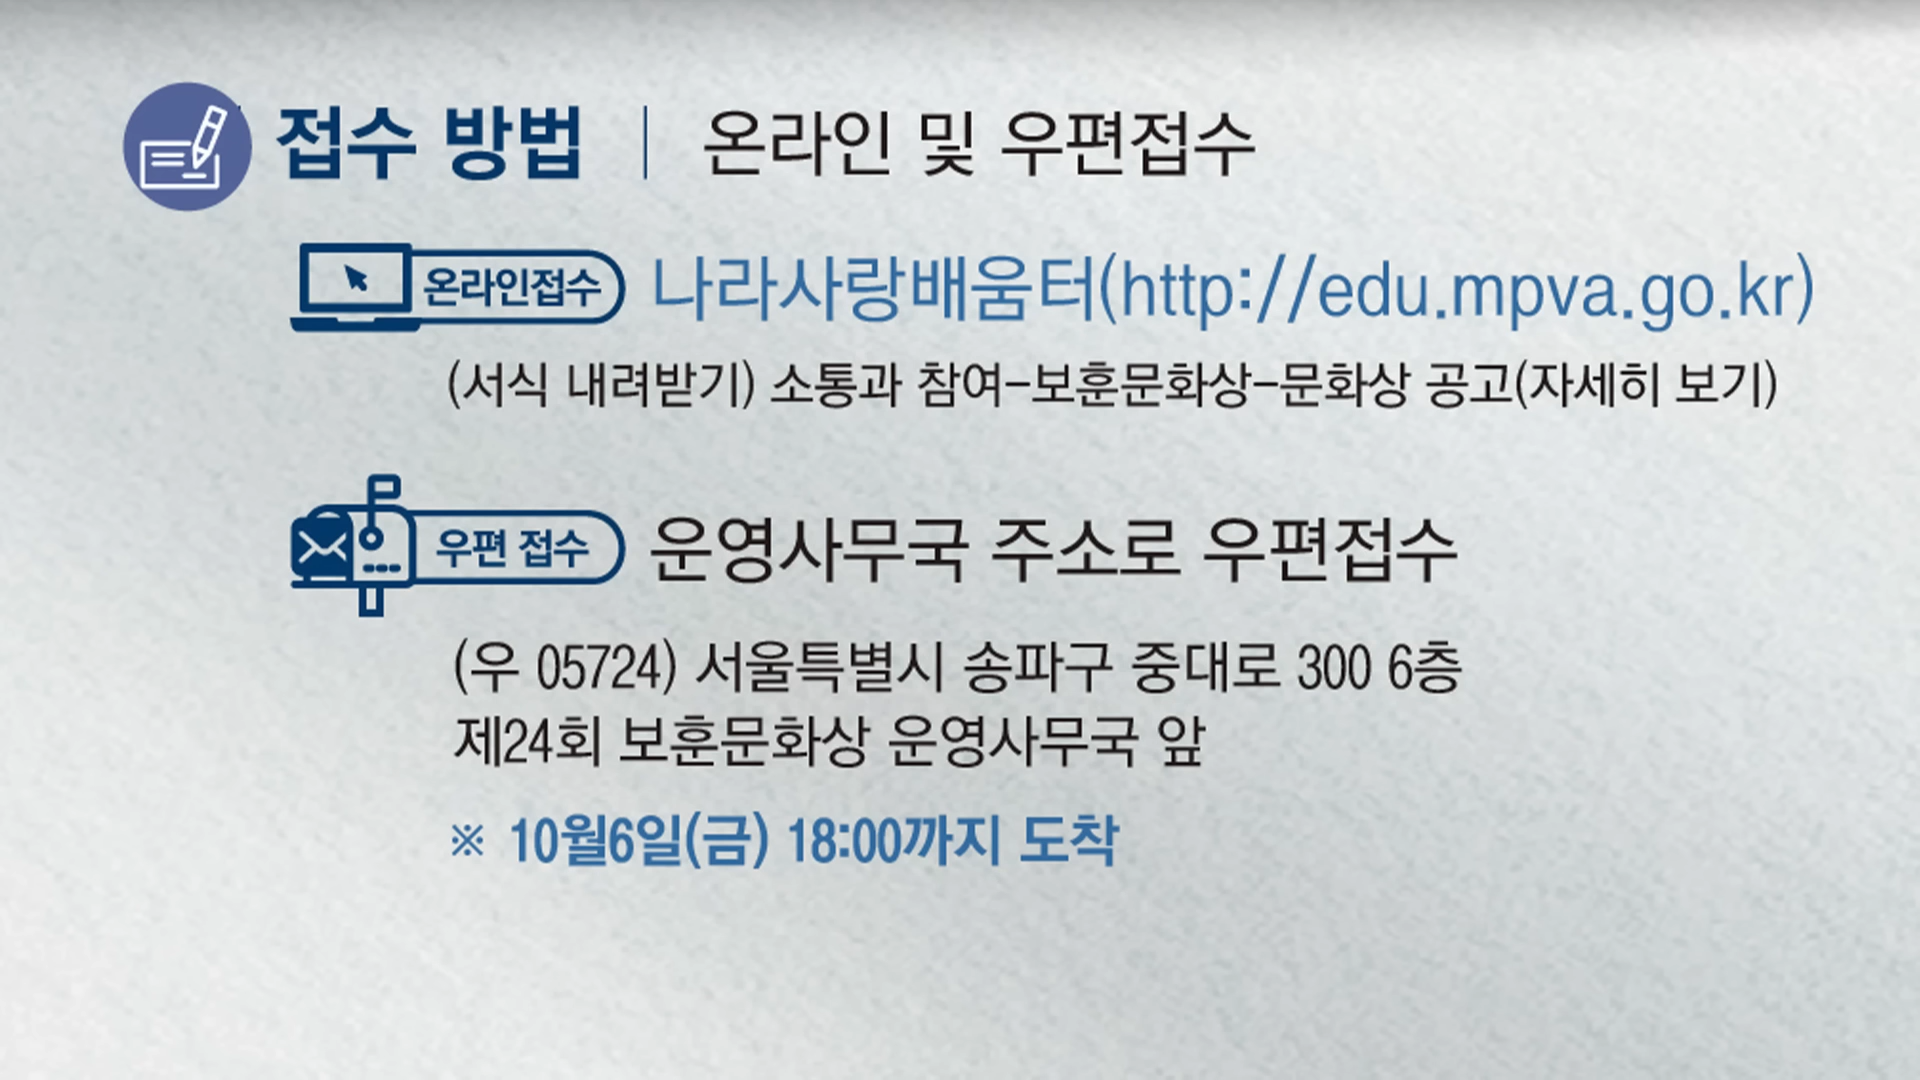 접수 방법 | 온라인 및 우편접수
온라인접수 나라사랑배움터(http://edu.mpva.go.kr)
(서식 내려받기) 소통과 참여-보훈문화상-문화상 공고(자세히 보기)
우편 접수 운영사무국 주소로 우편접수
(우 05724) 서울특별시 송파구 중대로 300 6층
제24회 보훈문화상 운영사무국 앞
※ 10월6일(금) 18:00까지 도착